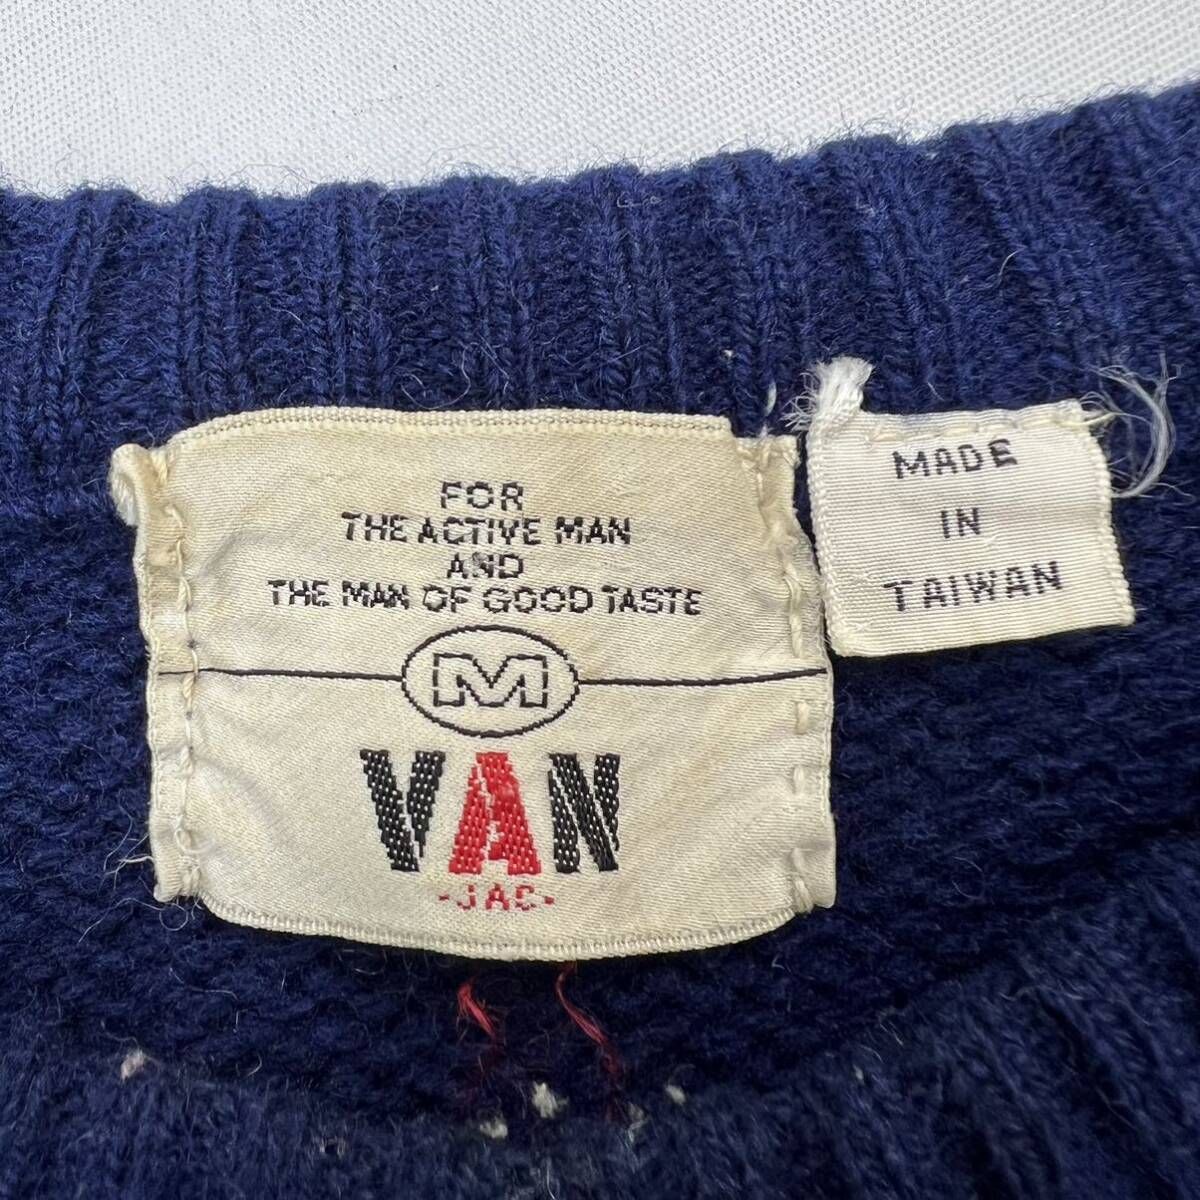 FOR
THE ACTIVE MAN
AND
THE MAN OF GOOD TASTE
M
VAN
-JAC-
MADE
IN
TAIWAN